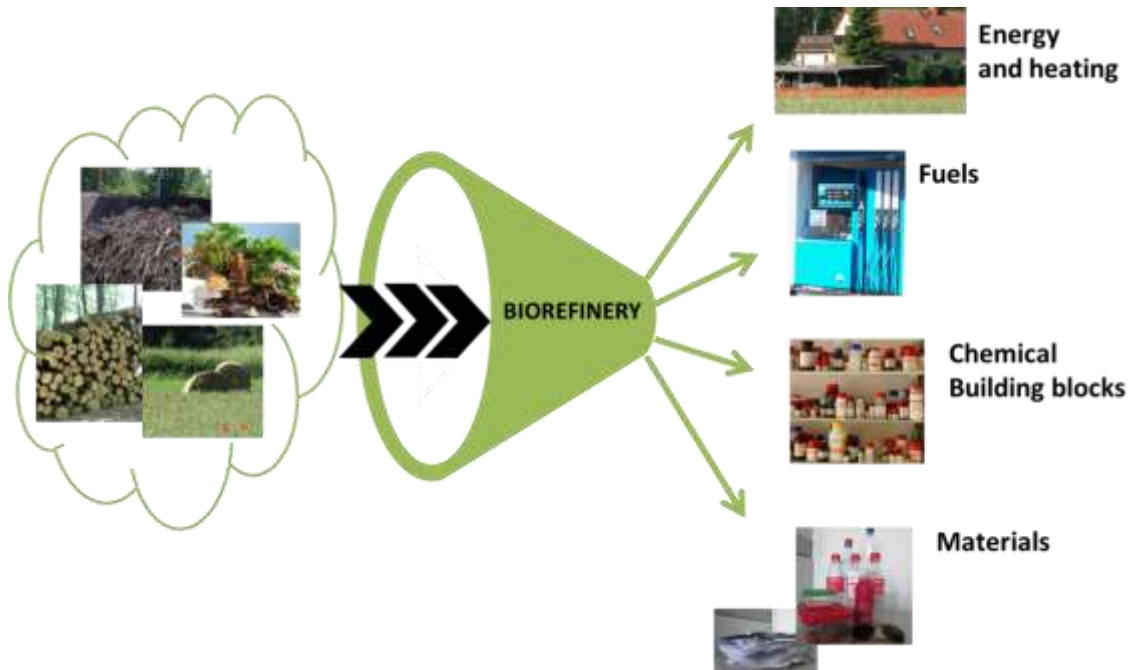 Energy
and heating
Fuels
BIOREFINERY
Chemical
Building blocks
Materials